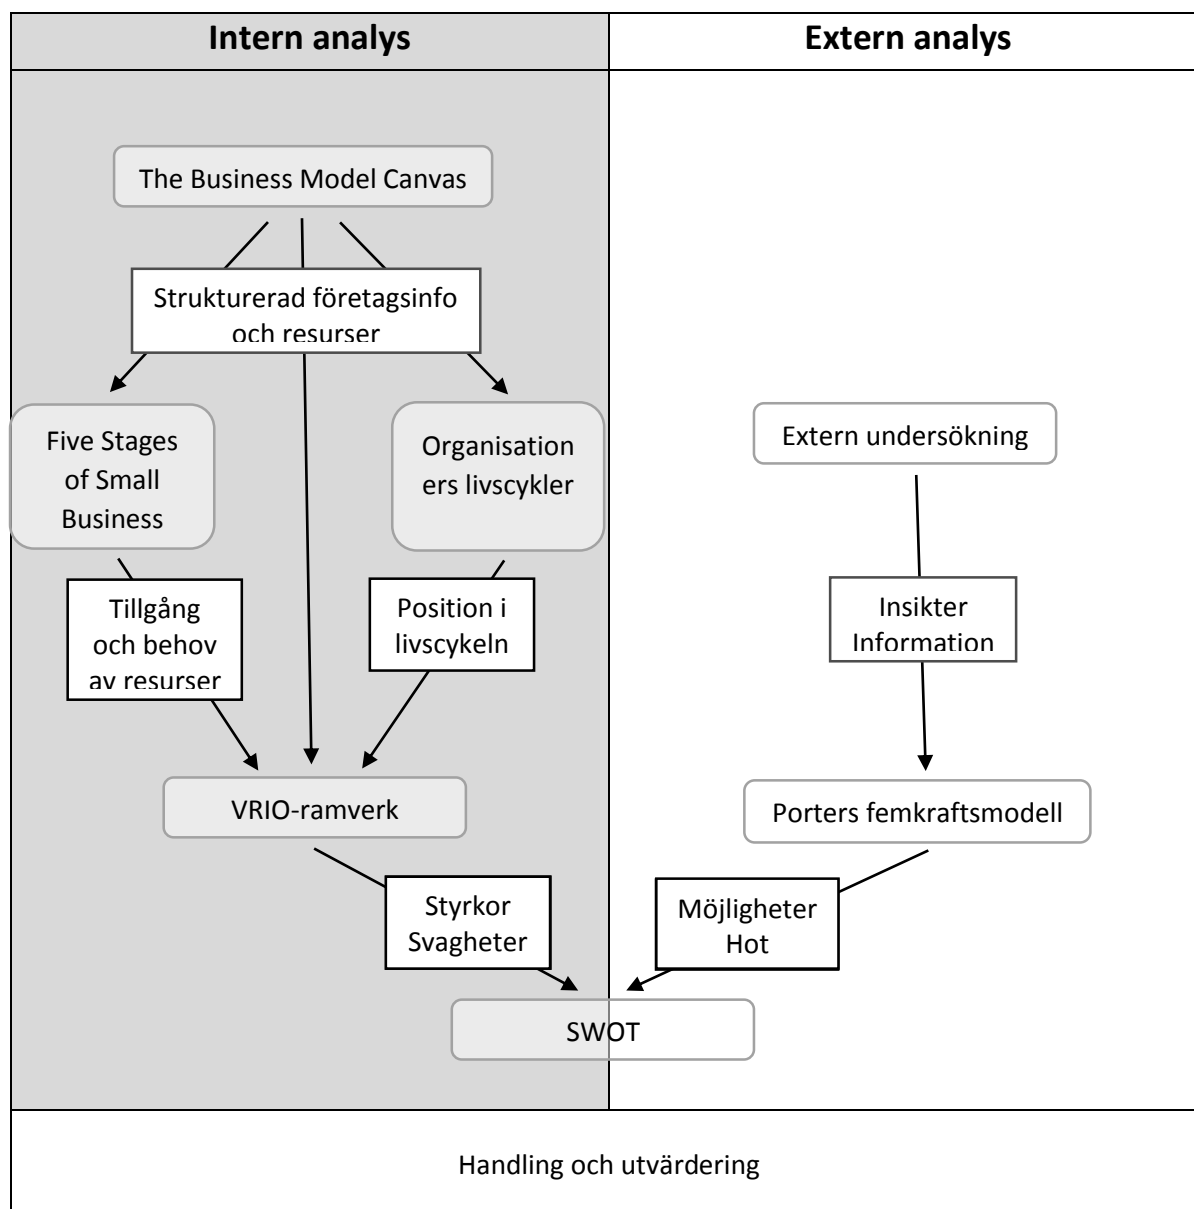 Intern analys
Extern analys
The Business Model Canvas
Strukturerad företagsinfo
och resurser
Five Stages
of Small
Business
Organisation
ers livscykler
Extern undersökning
Tillgång
och behov
av resurser
Position i
livscykeln
Insikter
Information
VRIO-ramverk
Porters femkraftsmodell
Styrkor
Svagheter
Möjligheter
Hot
SWOT
Handling och utvärdering